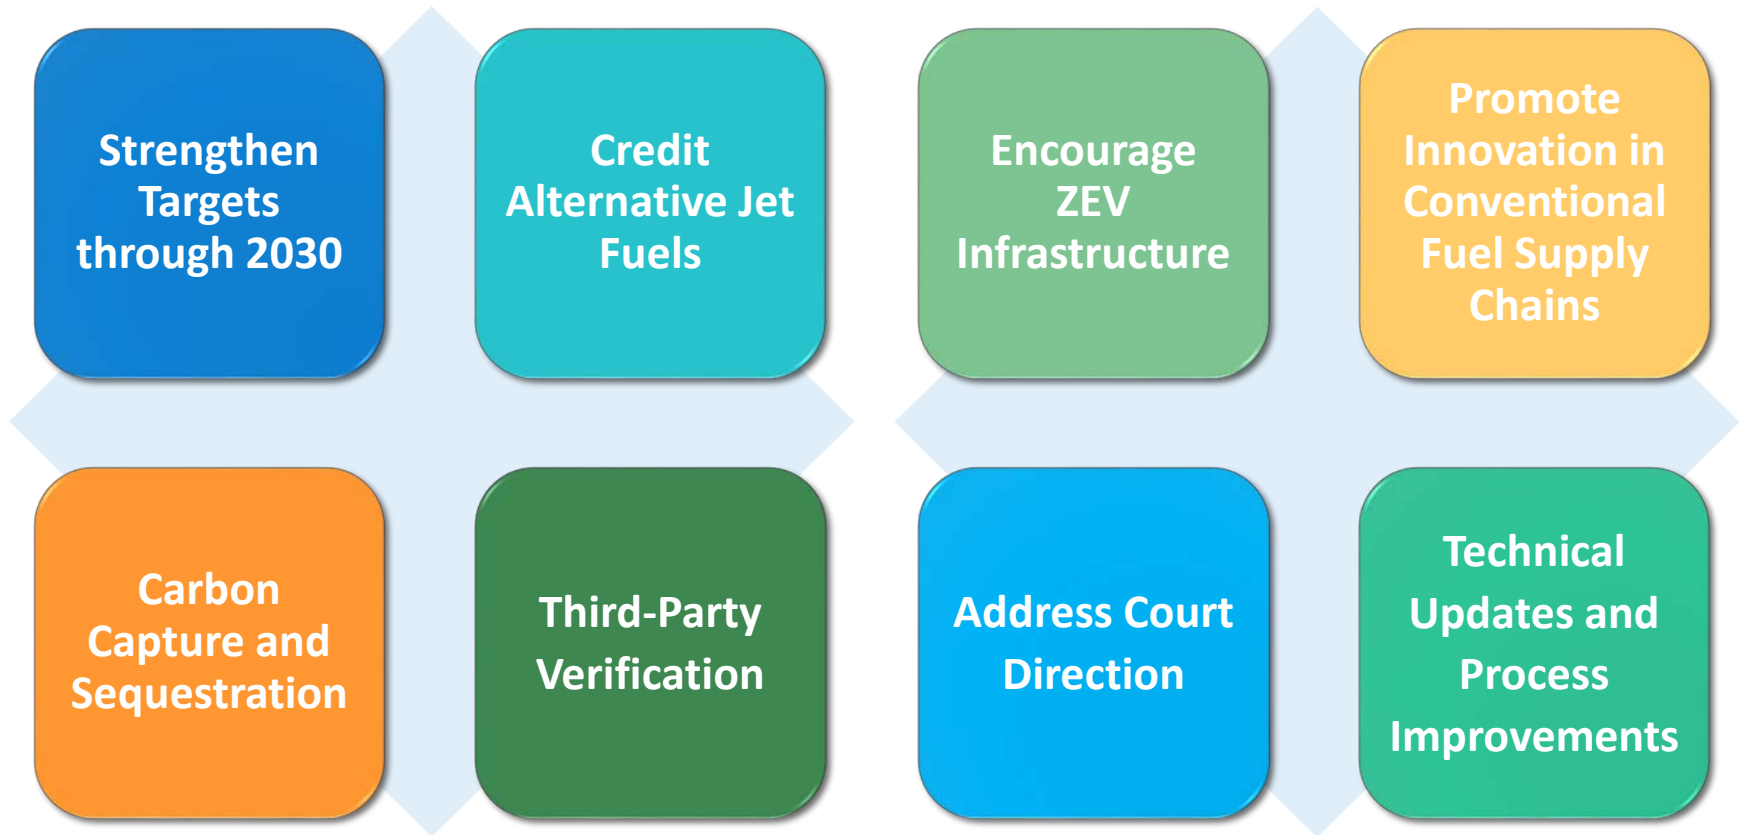 Strengthen
Targets
through 2030
Credit
Alternative Jet
Fuels
Encourage
ZEV
Infrastructure
Promote
Innovation in
Conventional
Fuel Supply
Chains
Carbon
Capture and
Sequestration
Third-Party
Verification
Address Court
Direction
Technical
Updates and
Process
Improvements